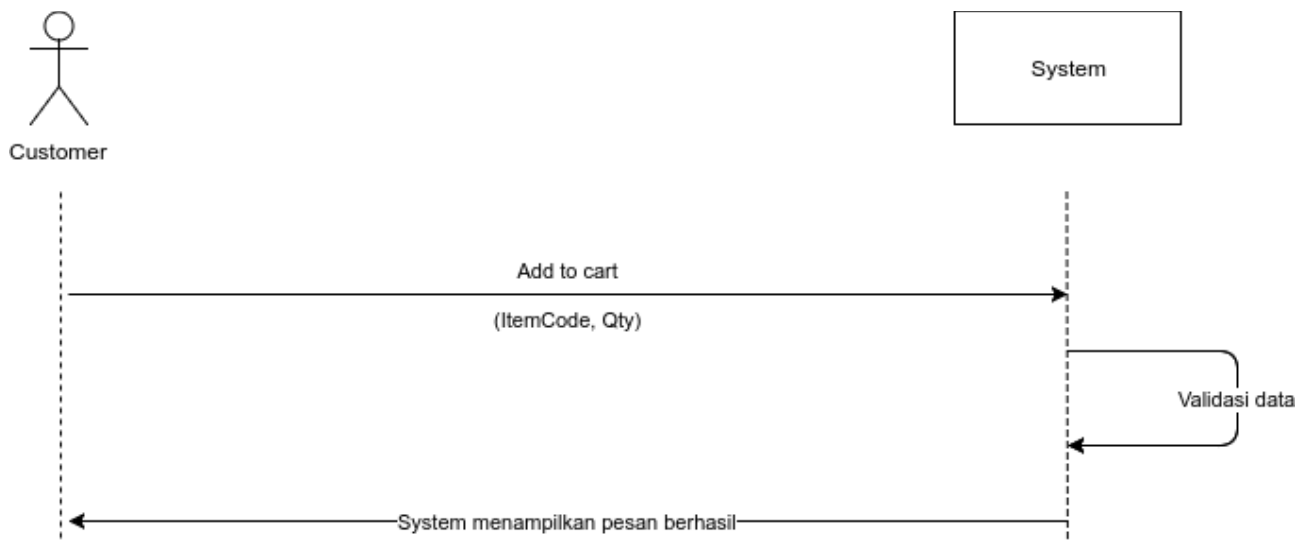 System
Customer
Add to cart
(ItemCode, Qty)
Validasi data
System menampilkan pesan berhasil